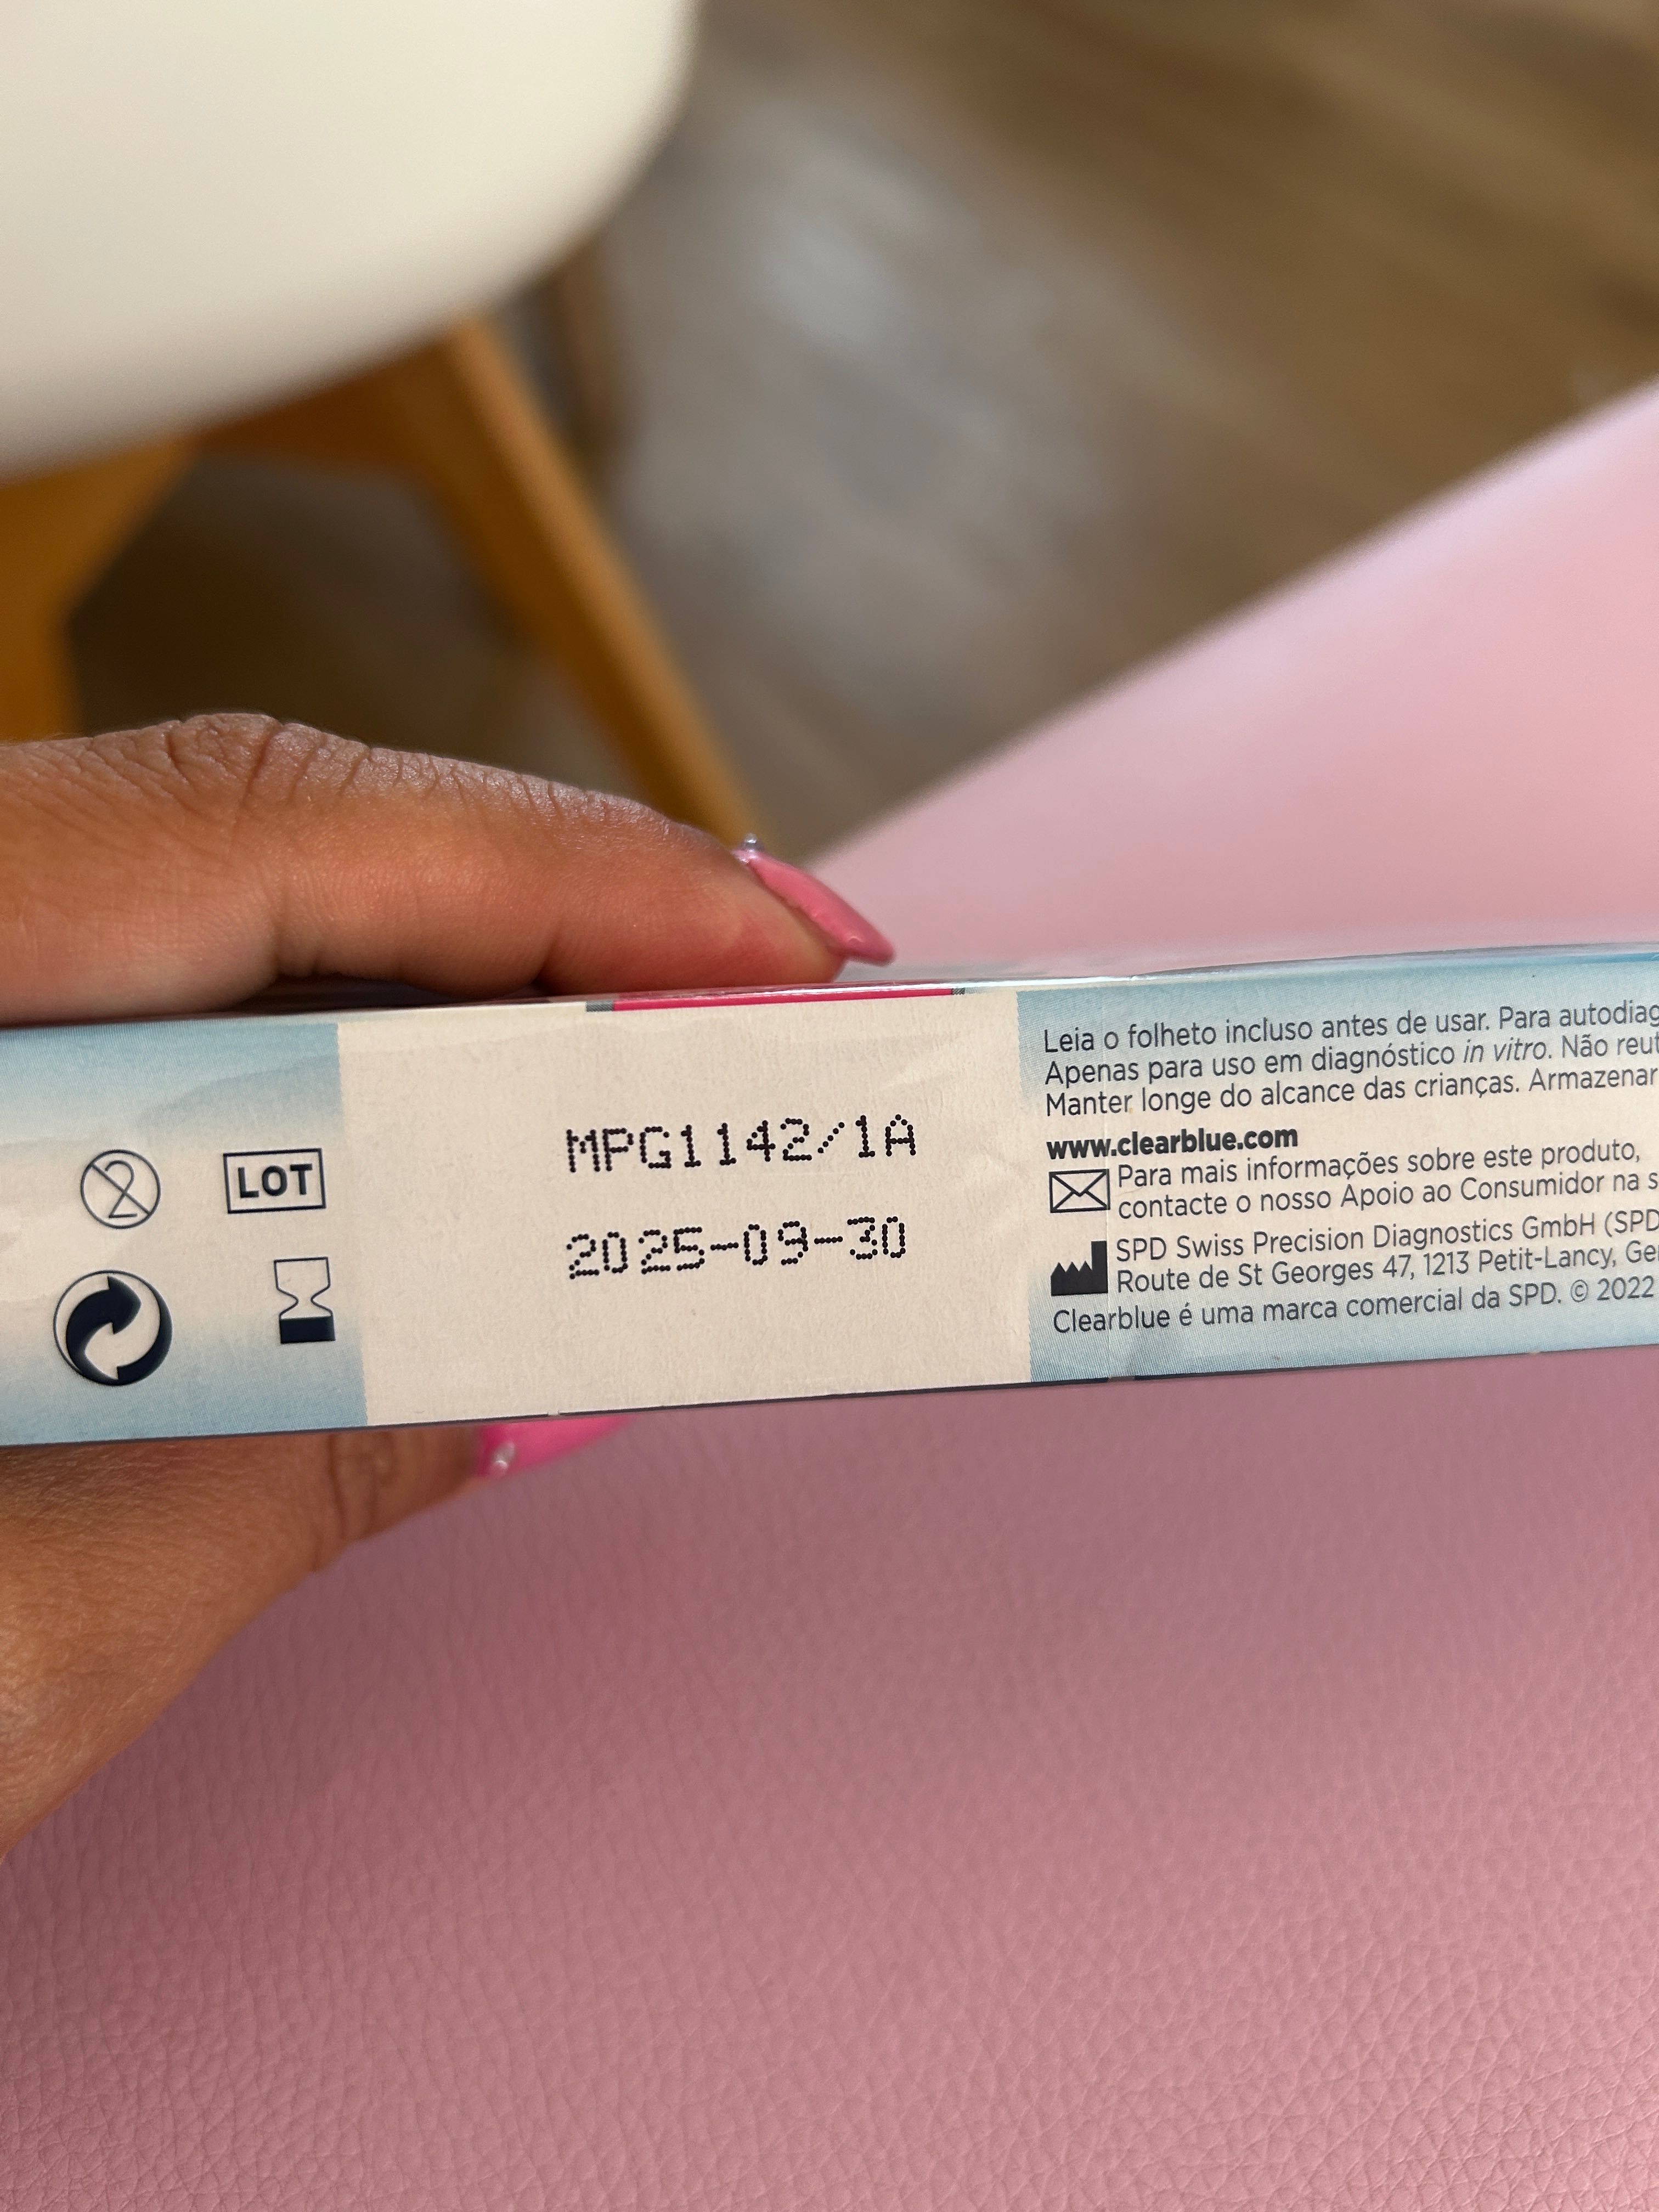 LOT
MPG1142/1A
2025-09-30
Leia o folheto incluso antes de usar. Para
Apenas para uso em diagnóstico in vitro. Não
Manter longe do alcance das crianças. Armazenar
www.clearblue.com
Para mais informações sobre este produto,
contacte o nosso Apoio ao Consumidor na
SPD Swiss Precision Diagnostics GmbH (SPD
Route de St Georges 47, 1213 Petit-Lancy,
Clearblue é uma marca comercial da SPD. © 2022
2